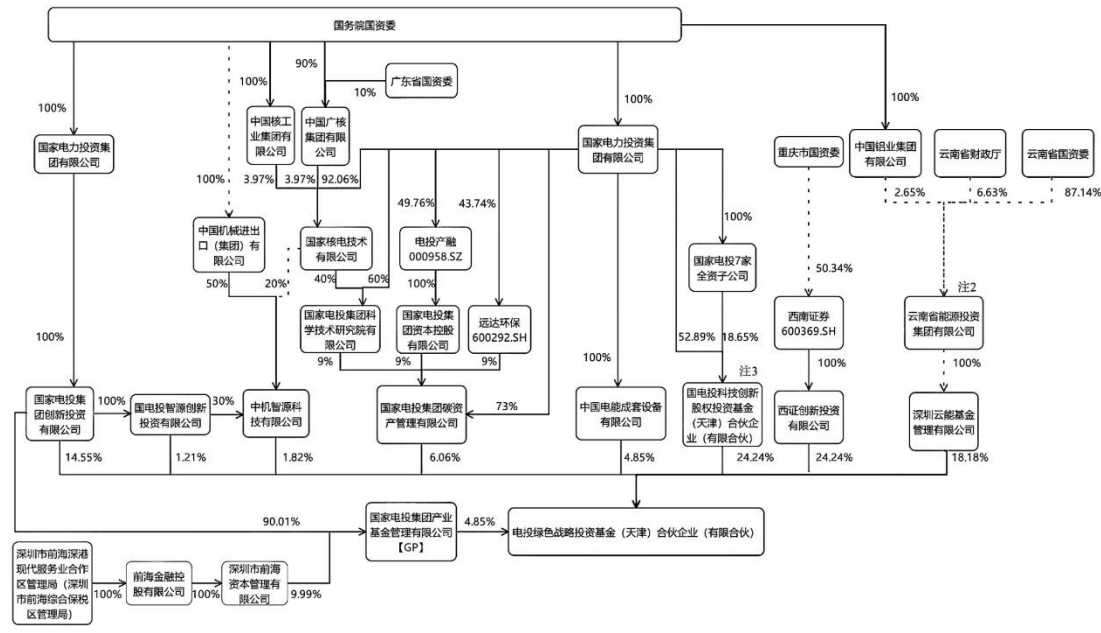 国务院国资委
90%
广东省国资委
100%
10%
100%
100%
100%
中国核工
业集团有
限公司
中国广核
集团有限
公司
国家电力投资集
团有限公司
国家电力投资集
团有限公司
重庆市国资委
中国铝业集团
有限公司
云南省财政厅
云南省国资委
100%
3.97%
3.97%
92.06%
2.65%
6.63%
87.14%
49.76%
43.74%
100%
中国机械进出
口（集团）有
限公司
国家核电技术
有限公司
电投产融
000958.SZ
国家电投7家
全资子公司
50.34%
50%
20%
40%
60%
100%
注2
国家电投集团科
学技术研究院有
限公司
国家电投集
团资本控股
有限公司
远达环保
600292.SH
52.89%
18.65%
西南证券
600369.SH
云南省能源投资
集团有限公司
100%
9%
9%
9%
100%
注3
100%
100%
国家电投集
团创新投资
有限公司
100%
国电投智源创新
投资有限公司
30%
中机智源科
技有限公司
国家电投集团碳资
产管理有限公司
73%
中国电能成套设备
有限公司
国电投科技创新
股权投资基金
（天津）合伙企
业（有限合伙）
西证创新投资
有限公司
深圳云能基金
管理有限公司
14.55%
1.21%
1.82%
6.06%
4.85%
24.24%
24.24%
18.18%
90.01%
国家电投集团产业
基金管理有限公司
【GP】
4.85%
电投绿色战略投资基金（天津）合伙企业（有限合伙）
深圳市前海深港
现代服务业合作
区管理局（深圳
市前海综合保税
区管理局）
100%
前海金融控
股有限公司
100%
深圳市前海
资本管理有
限公司
9.99%